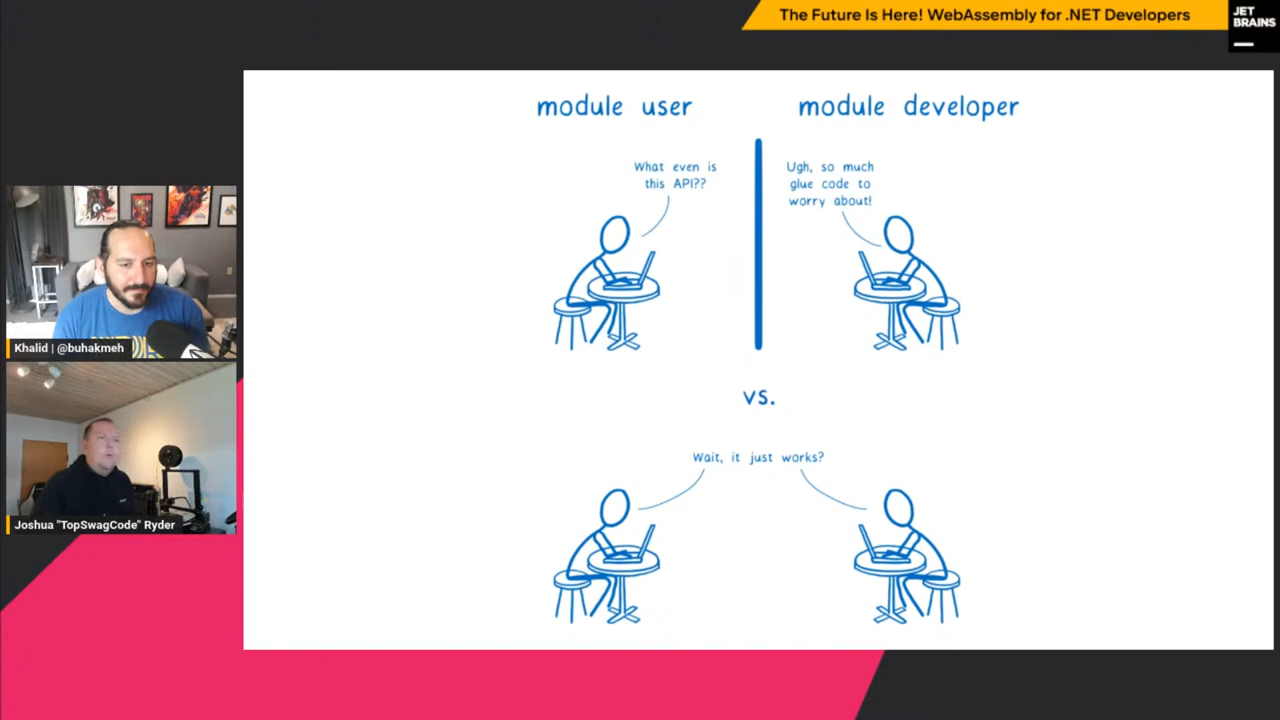 The Future Is Here! WebAssembly for .NET Developers
JET
BRAINS
module user
module developer
What even is
this API??
Ugh, so much
glue code to
worry about!
vs.
Wait, it just works?
Khalid | @buhakmeh
Joshua "TopSwagCode" Ryder